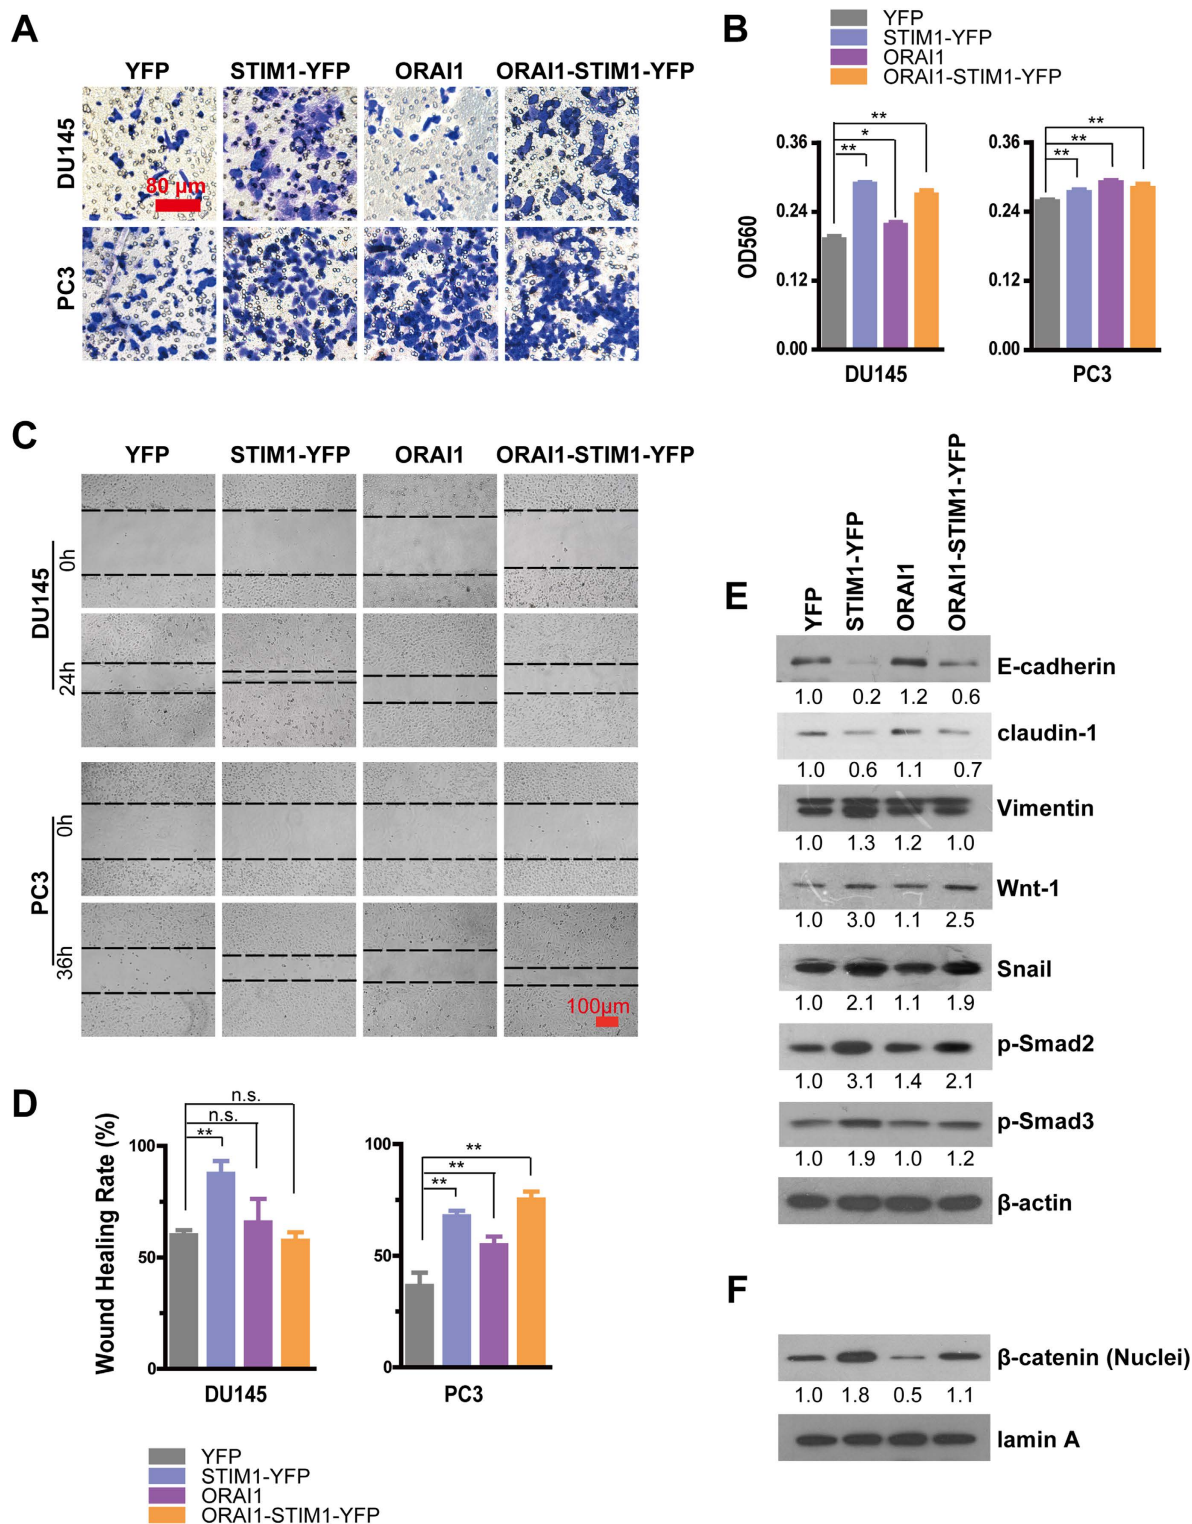 A
YFP STIM1-YFP ORAI1 ORAI1-STIM1-YFP
DU145
80 µm
PC3
B
YFP
STIM1-YFP
ORAI1
ORAI1-STIM1-YFP
OD560
0.36
0.24
0.12
0.00
**
*
**
DU145
0.36
0.24
0.12
0.00
**
**
**
PC3
C
YFP STIM1-YFP ORAI1 ORAI1-STIM1-YFP
DU145
0h
24h
PC3
0h
36h
100µm
D
Wound Healing Rate (%)
100
50
0
n.s.
n.s.
**
DU145
100
50
0
**
**
**
PC3
YFP
STIM1-YFP
ORAI1
ORAI1-STIM1-YFP
E
YFP
STIM1-YFP
ORAI1
ORAI1-STIM1-YFP
E-cadherin
1.0 0.2 1.2 0.6
claudin-1
1.0 0.6 1.1 0.7
Vimentin
1.0 1.3 1.2 1.0
Wnt-1
1.0 3.0 1.1 2.5
Snail
1.0 2.1 1.1 1.9
p-Smad2
1.0 3.1 1.4 2.1
p-Smad3
1.0 1.9 1.0 1.2
β-actin
F
β-catenin (Nuclei)
1.0 1.8 0.5 1.1
lamin A